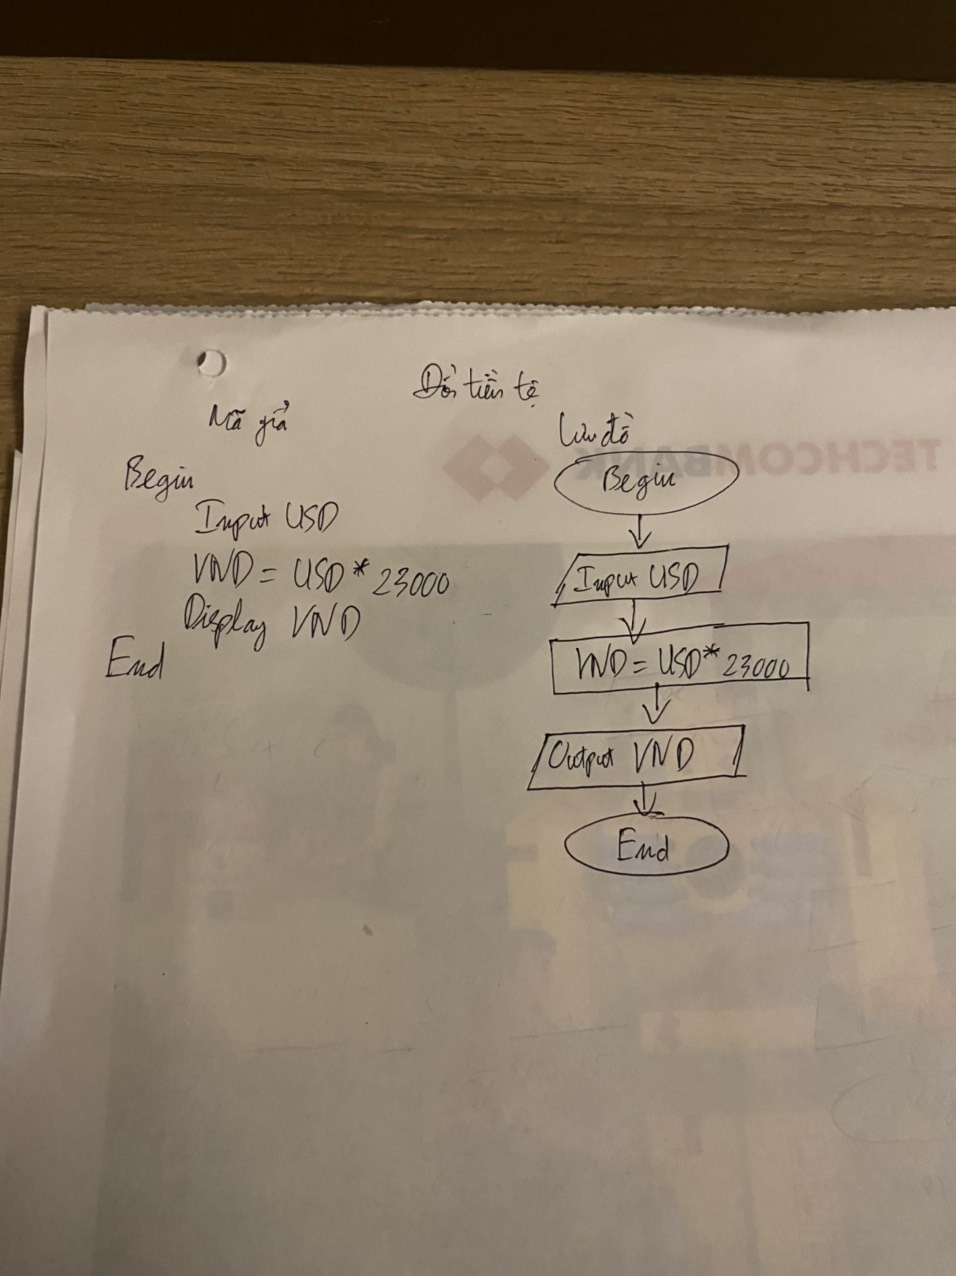 Đổi tiền tệ
Mã giả
Begin
Input USD
VND = USD * 23000
Display VND
End
Lưu đồ
Begin
Input USD
VND = USD * 23000
Output VND
End
TECHCOMBANK